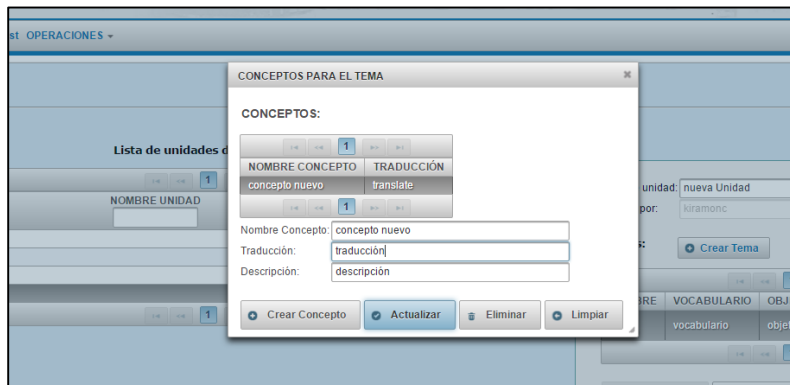 st OPERACIONES
CONCEPTOS PARA EL TEMA
CONCEPTOS:
1
NOMBRE CONCEPTO TRADUCCIÓN
concepto nuevo translate
1
Nombre Concepto: concepto nuevo
Traducción: traducción
Descripción: descripción
Crear Concepto Actualizar Eliminar Limpiar
Lista de unidades d
1
NOMBRE UNIDAD
1
unidad: nueva Unidad
por: kiramonc
s:
Crear Tema
BRE VOCABULARIO OBJ
vocabulario objet